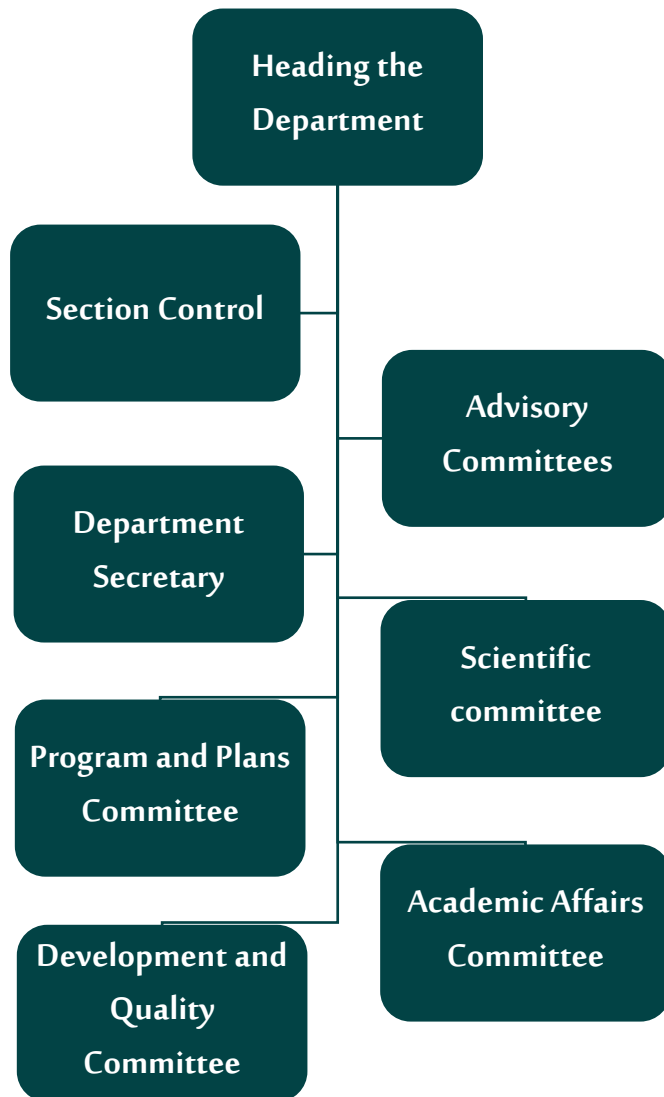 Heading the
Department
Section Control
Advisory
Committees
Department
Secretary
Scientific
committee
Program and Plans
Committee
Academic Affairs
Committee
Development and
Quality
Committee